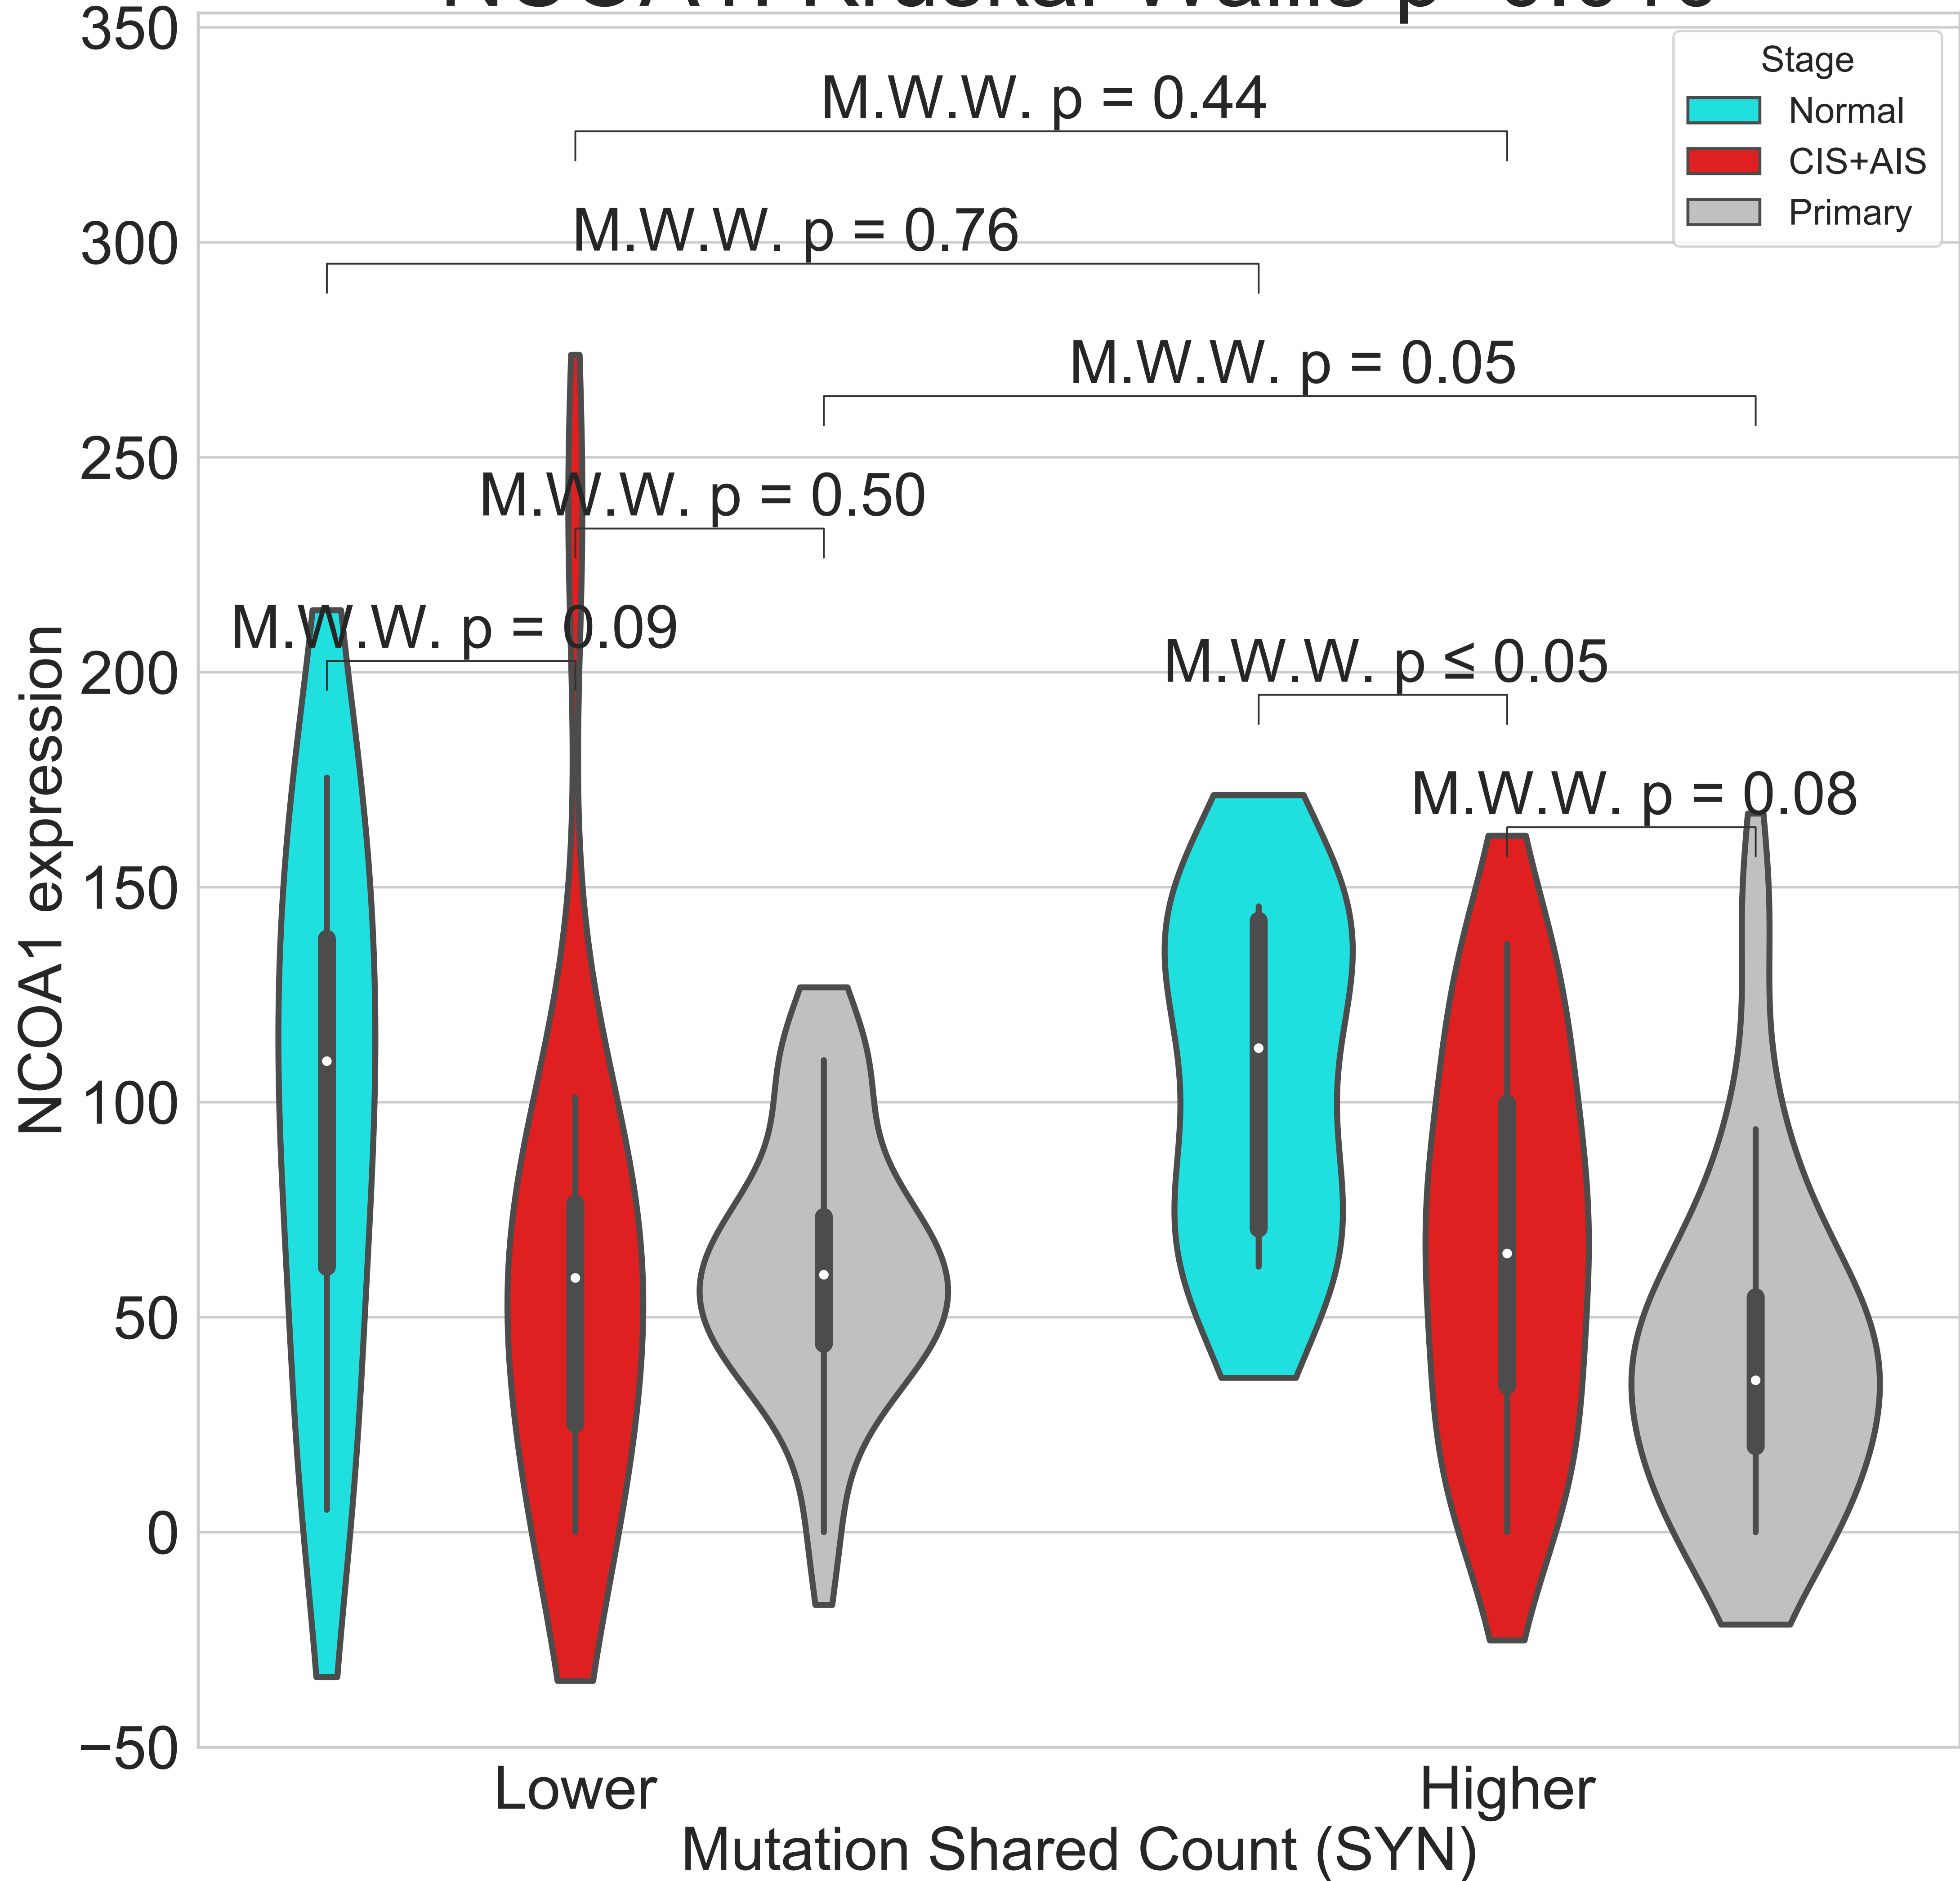 350
300
250
200
150
100
50
0
−50
NCOA1 expression
M.W.W. p = 0.44
M.W.W. p = 0.76
M.W.W. p = 0.05
M.W.W. p = 0.50
M.W.W. p = 0.09
M.W.W. p ≤ 0.05
M.W.W. p = 0.08
Stage
Normal
CIS+AIS
Primary
Lower
Higher
Mutation Shared Count (SYN)